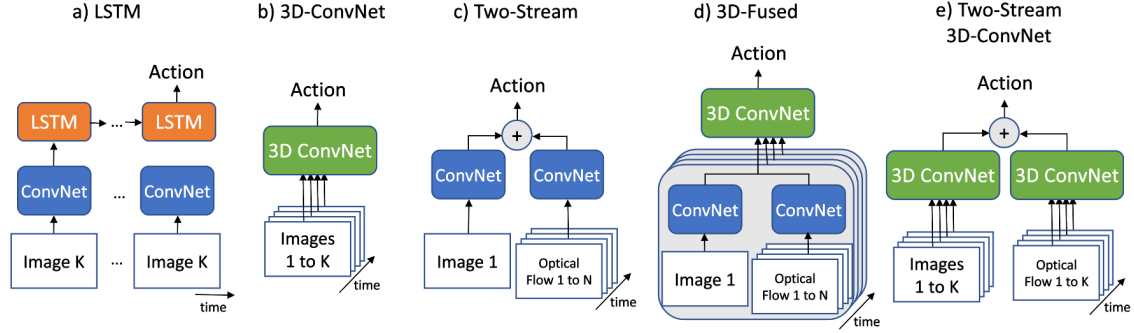 a) LSTM
Action
LSTM
...
LSTM
ConvNet
...
ConvNet
Image K
...
Image K
time
b) 3D-ConvNet
Action
3D ConvNet
Images
1 to K
time
c) Two-Stream
Action
+
ConvNet
ConvNet
Image 1
Optical
Flow 1 to N
time
d) 3D-Fused
Action
3D ConvNet
ConvNet
ConvNet
Image 1
Optical
Flow 1 to N
time
e) Two-Stream
3D-ConvNet
Action
+
3D ConvNet
3D ConvNet
Images
1 to K
Optical
Flow 1 to K
time